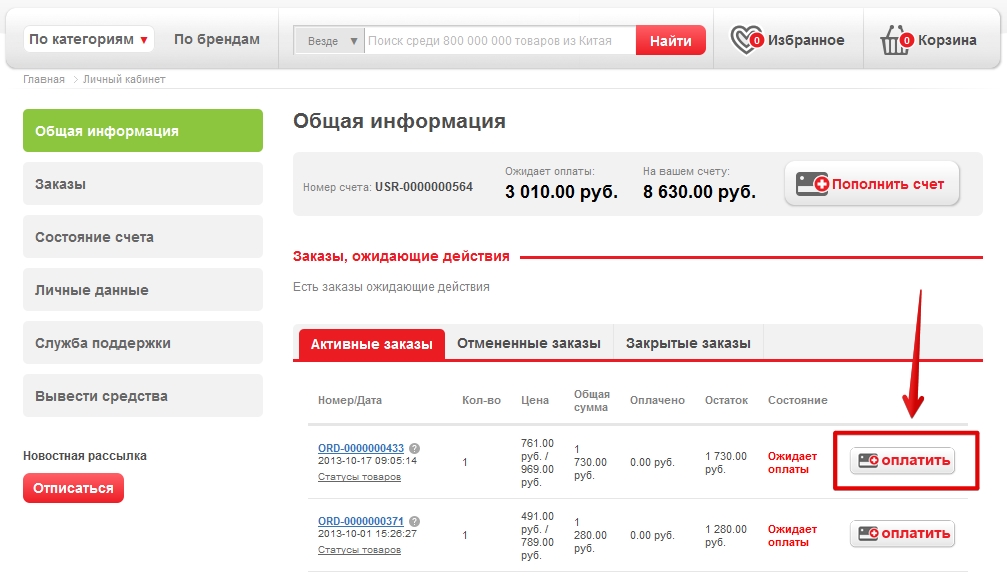 По категориям ▼ По брендам Везде ▼ Поиск среди 800 000 000 товаров из Китая Найти 0 Избранное 0 Корзина
Главная > Личный кабинет
Общая информация
Заказы
Состояние счета
Личные данные
Служба поддержки
Вывести средства
Новостная рассылка
Отписаться
Общая информация
Номер счета: USR-0000000564
Ожидает оплаты:
3 010.00 руб.
На вашем счету:
8 630.00 руб.
Пополнить счет
Заказы, ожидающие действия
Есть заказы ожидающие действия
Активные заказы Отмененные заказы Закрытые заказы
Номер/Дата Кол-во Цена Общая сумма Оплачено Остаток Состояние
ORD-0000000433 ?
2013-10-17 09:05:14
Статусы товаров
1
761.00
руб. /
969.00
руб.
1
730.00
руб.
0.00 руб.
1 730.00
руб.
Ожидает
оплаты
оплатить
ORD-0000000371 ?
2013-10-01 15:26:27
Статусы товаров
1
491.00
руб. /
789.00
руб.
1
280.00
руб.
0.00 руб.
1 280.00
руб.
Ожидает
оплаты
оплатить